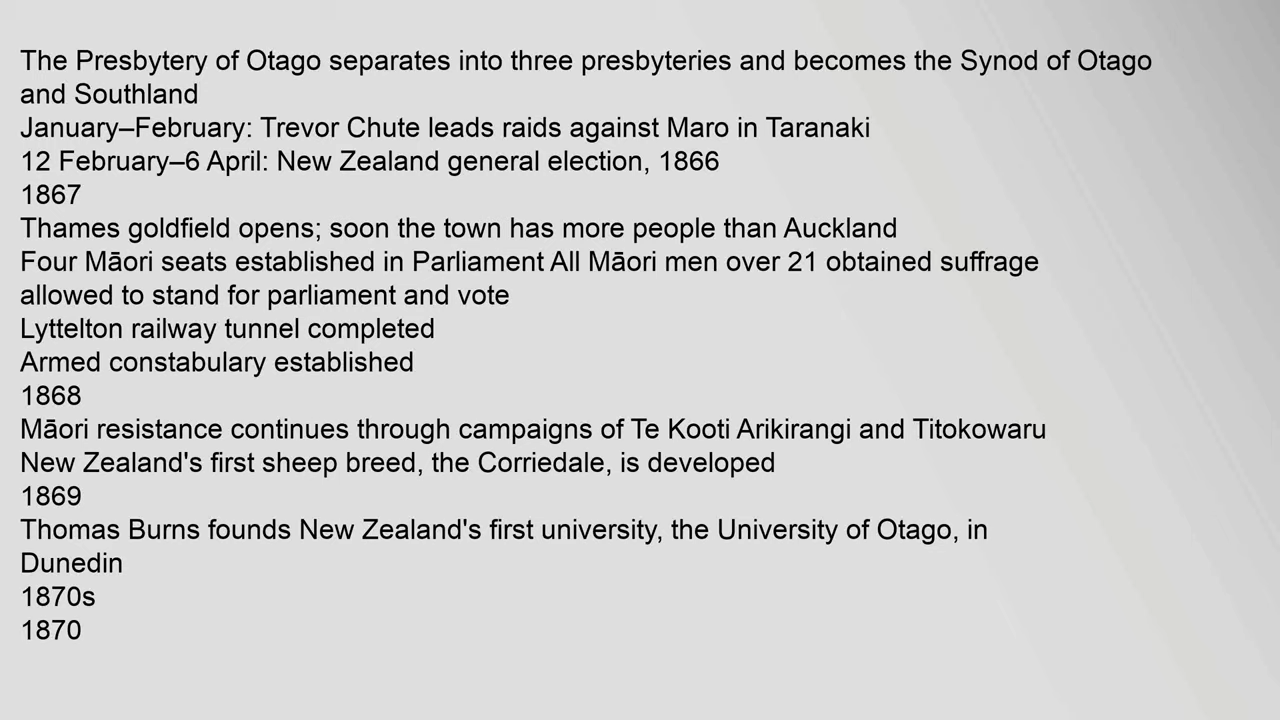 The Presbytery of Otago separates into three presbyteries and becomes the Synod of Otago
and Southland
January–February: Trevor Chute leads raids against Maro in Taranaki
12 February–6 April: New Zealand general election, 1866
1867
Thames goldfield opens; soon the town has more people than Auckland
Four Māori seats established in Parliament All Māori men over 21 obtained suffrage
allowed to stand for parliament and vote
Lyttelton railway tunnel completed
Armed constabulary established
1868
Māori resistance continues through campaigns of Te Kooti Arikirangi and Titokowaru
New Zealand's first sheep breed, the Corriedale, is developed
1869
Thomas Burns founds New Zealand's first university, the University of Otago, in
Dunedin
1870s
1870